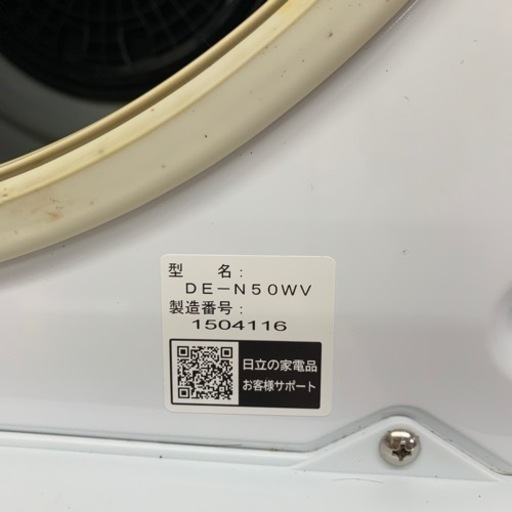 型　名：
DE－N50WV
製造番号：
1504116
日立の家電品
お客様サポート